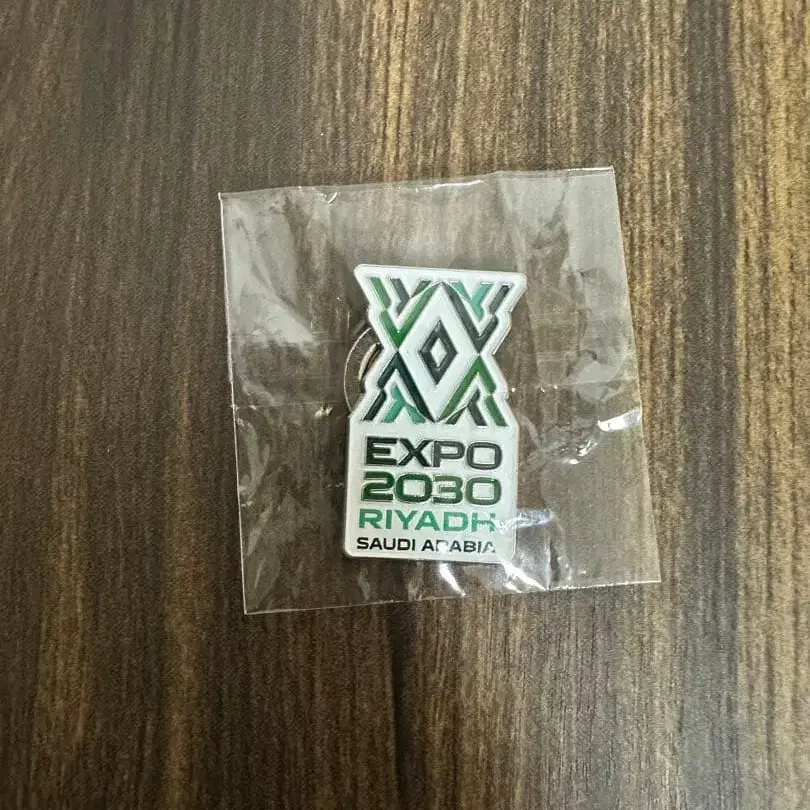 EXPO
2030
RIYADH
SAUDI ARABIA